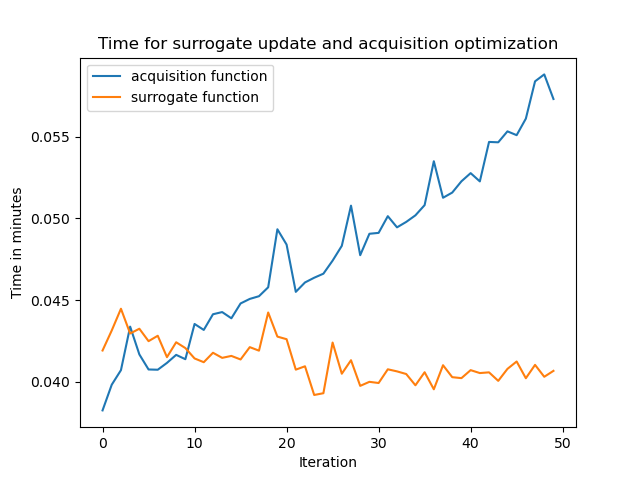 Time for surrogate update and acquisition optimization
acquisition function
surrogate function
0.055
0.050
0.045
0.040
Time in minutes
0 10 20 30 40 50
Iteration